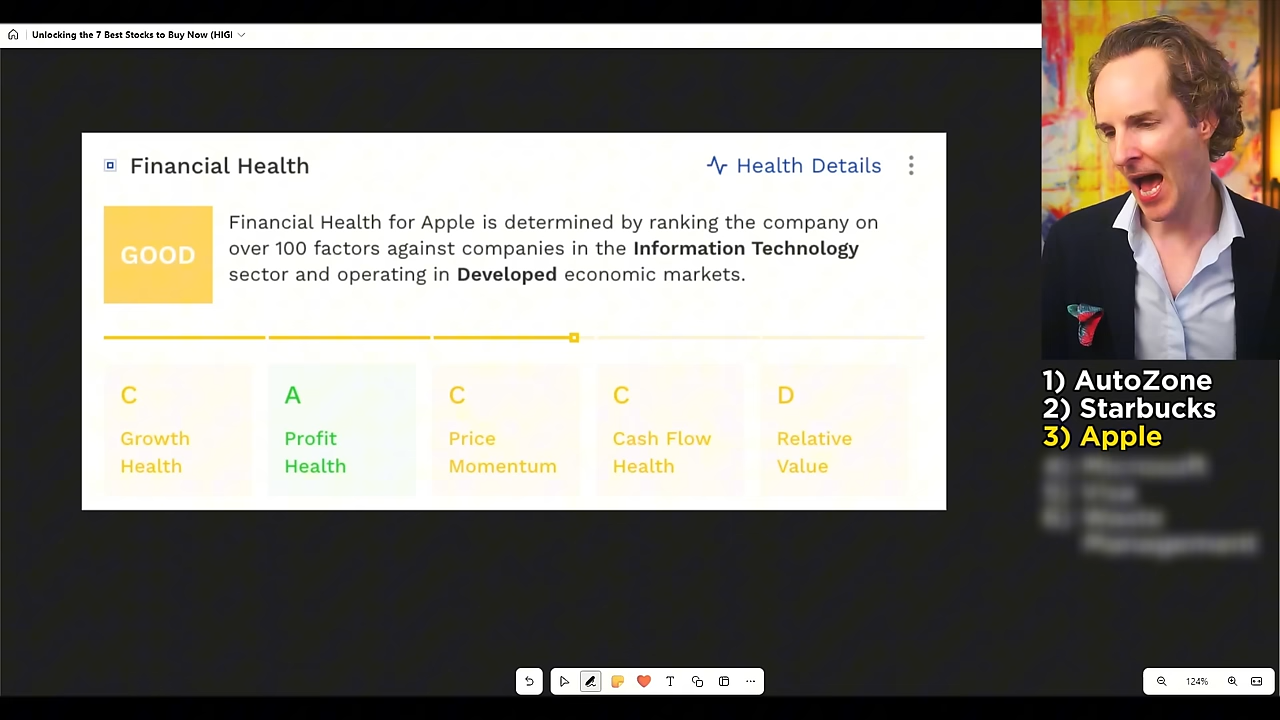 Unlocking the 7 Best Stocks to Buy Now (HIG
Financial Health
Health Details
GOOD
Financial Health for Apple is determined by ranking the company on
over 100 factors against companies in the Information Technology
sector and operating in Developed economic markets.
C
Growth
Health
A
Profit
Health
C
Price
Momentum
C
Cash Flow
Health
D
Relative
Value
1) AutoZone
2) Starbucks
3) Apple
T
124%